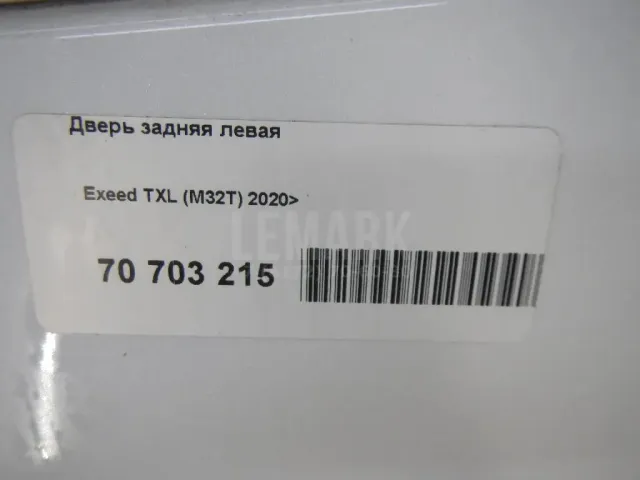 Дверь задняя левая
Exeed TXL (M32T) 2020>
LEMARK
70 703 215